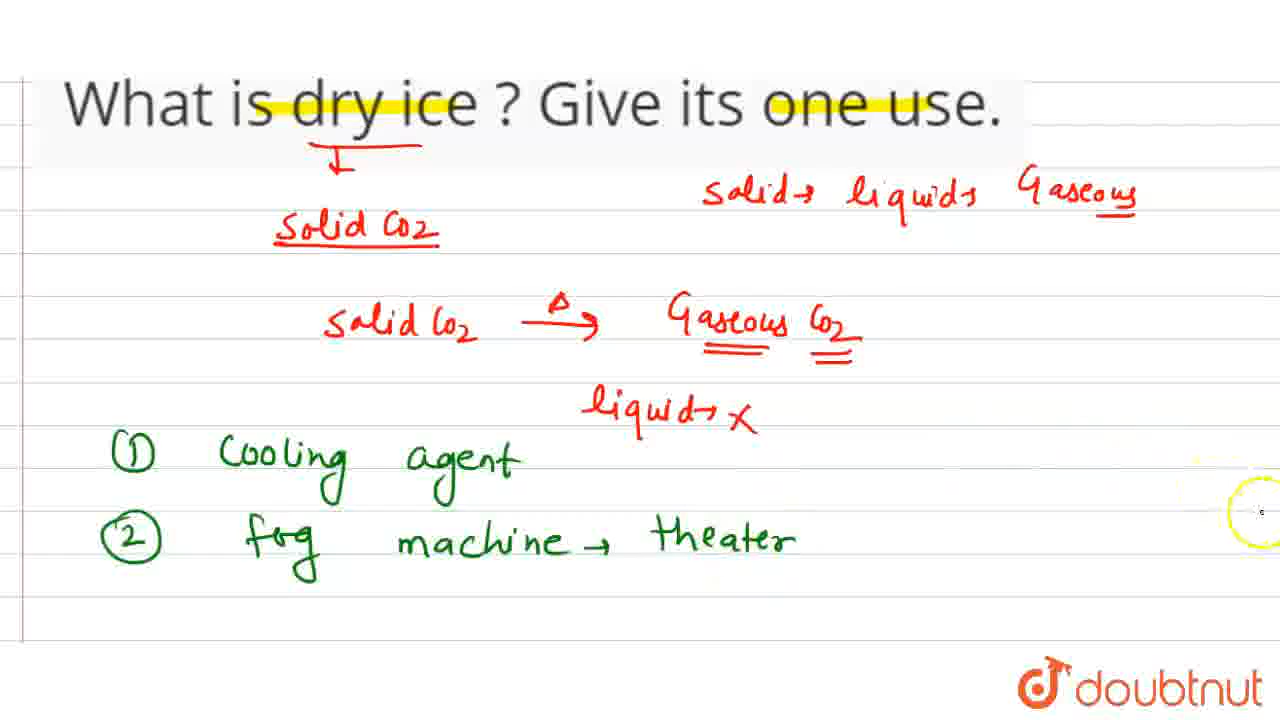 What is dry ice ? Give its one use.
solid → liquid → Gaseous
solid CO2
solid CO2 Δ→ Gaseous CO2
liquid → X
① Cooling agent
② fog machine → theater
doubtnut